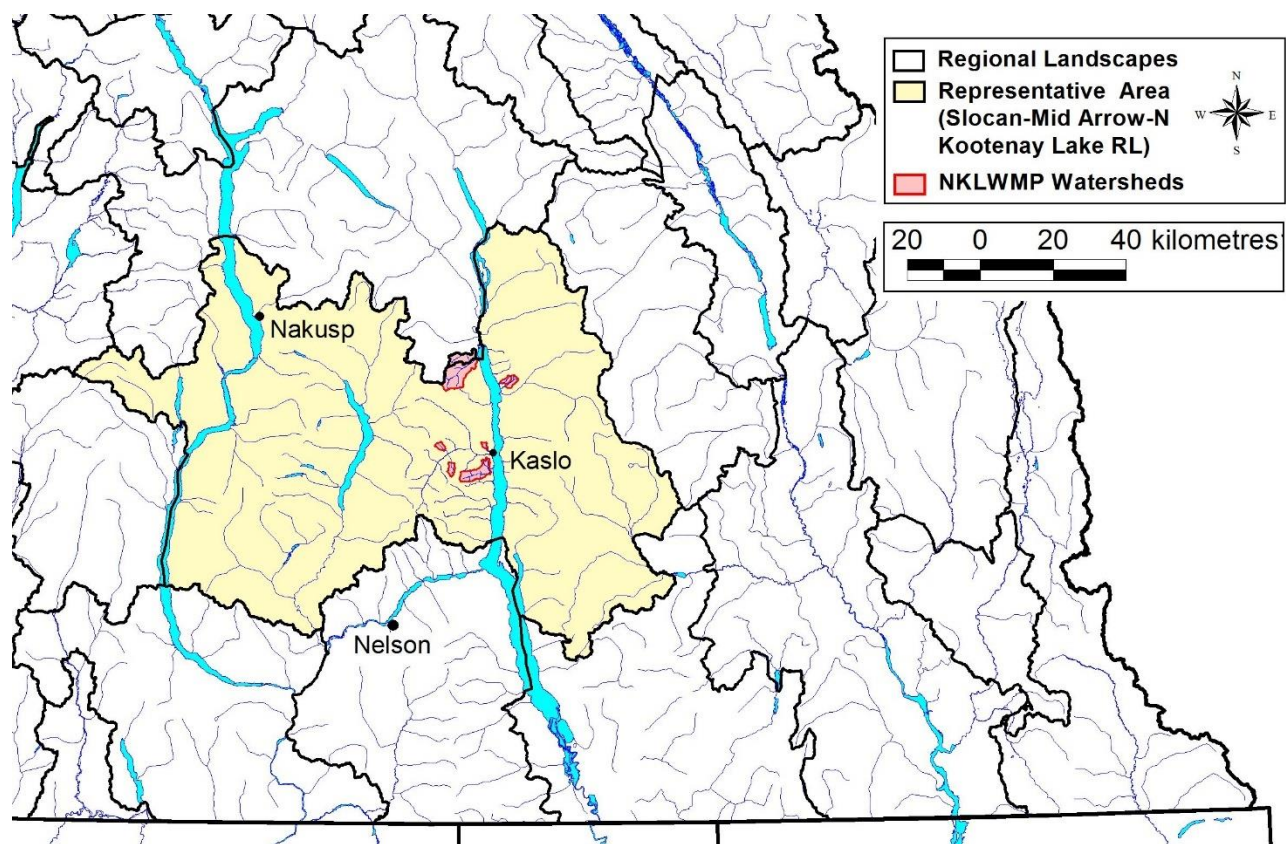 Regional Landscapes
Representative Area
(Slocan-Mid Arrow-N
Kootenay Lake RL)
NKLWMP Watersheds
N
W E
S
20 0 20 40 kilometres
Nakusp
Kaslo
Nelson